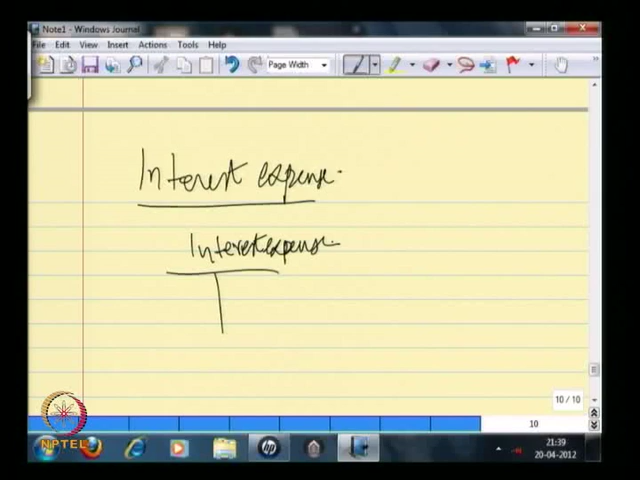 Note1 - Windows Journal
File Edit View Insert Actions Tools Help
Page Width
Interest expense.
Interest expense.
10 / 10
10
NPTEL
21:39
20-04-2012